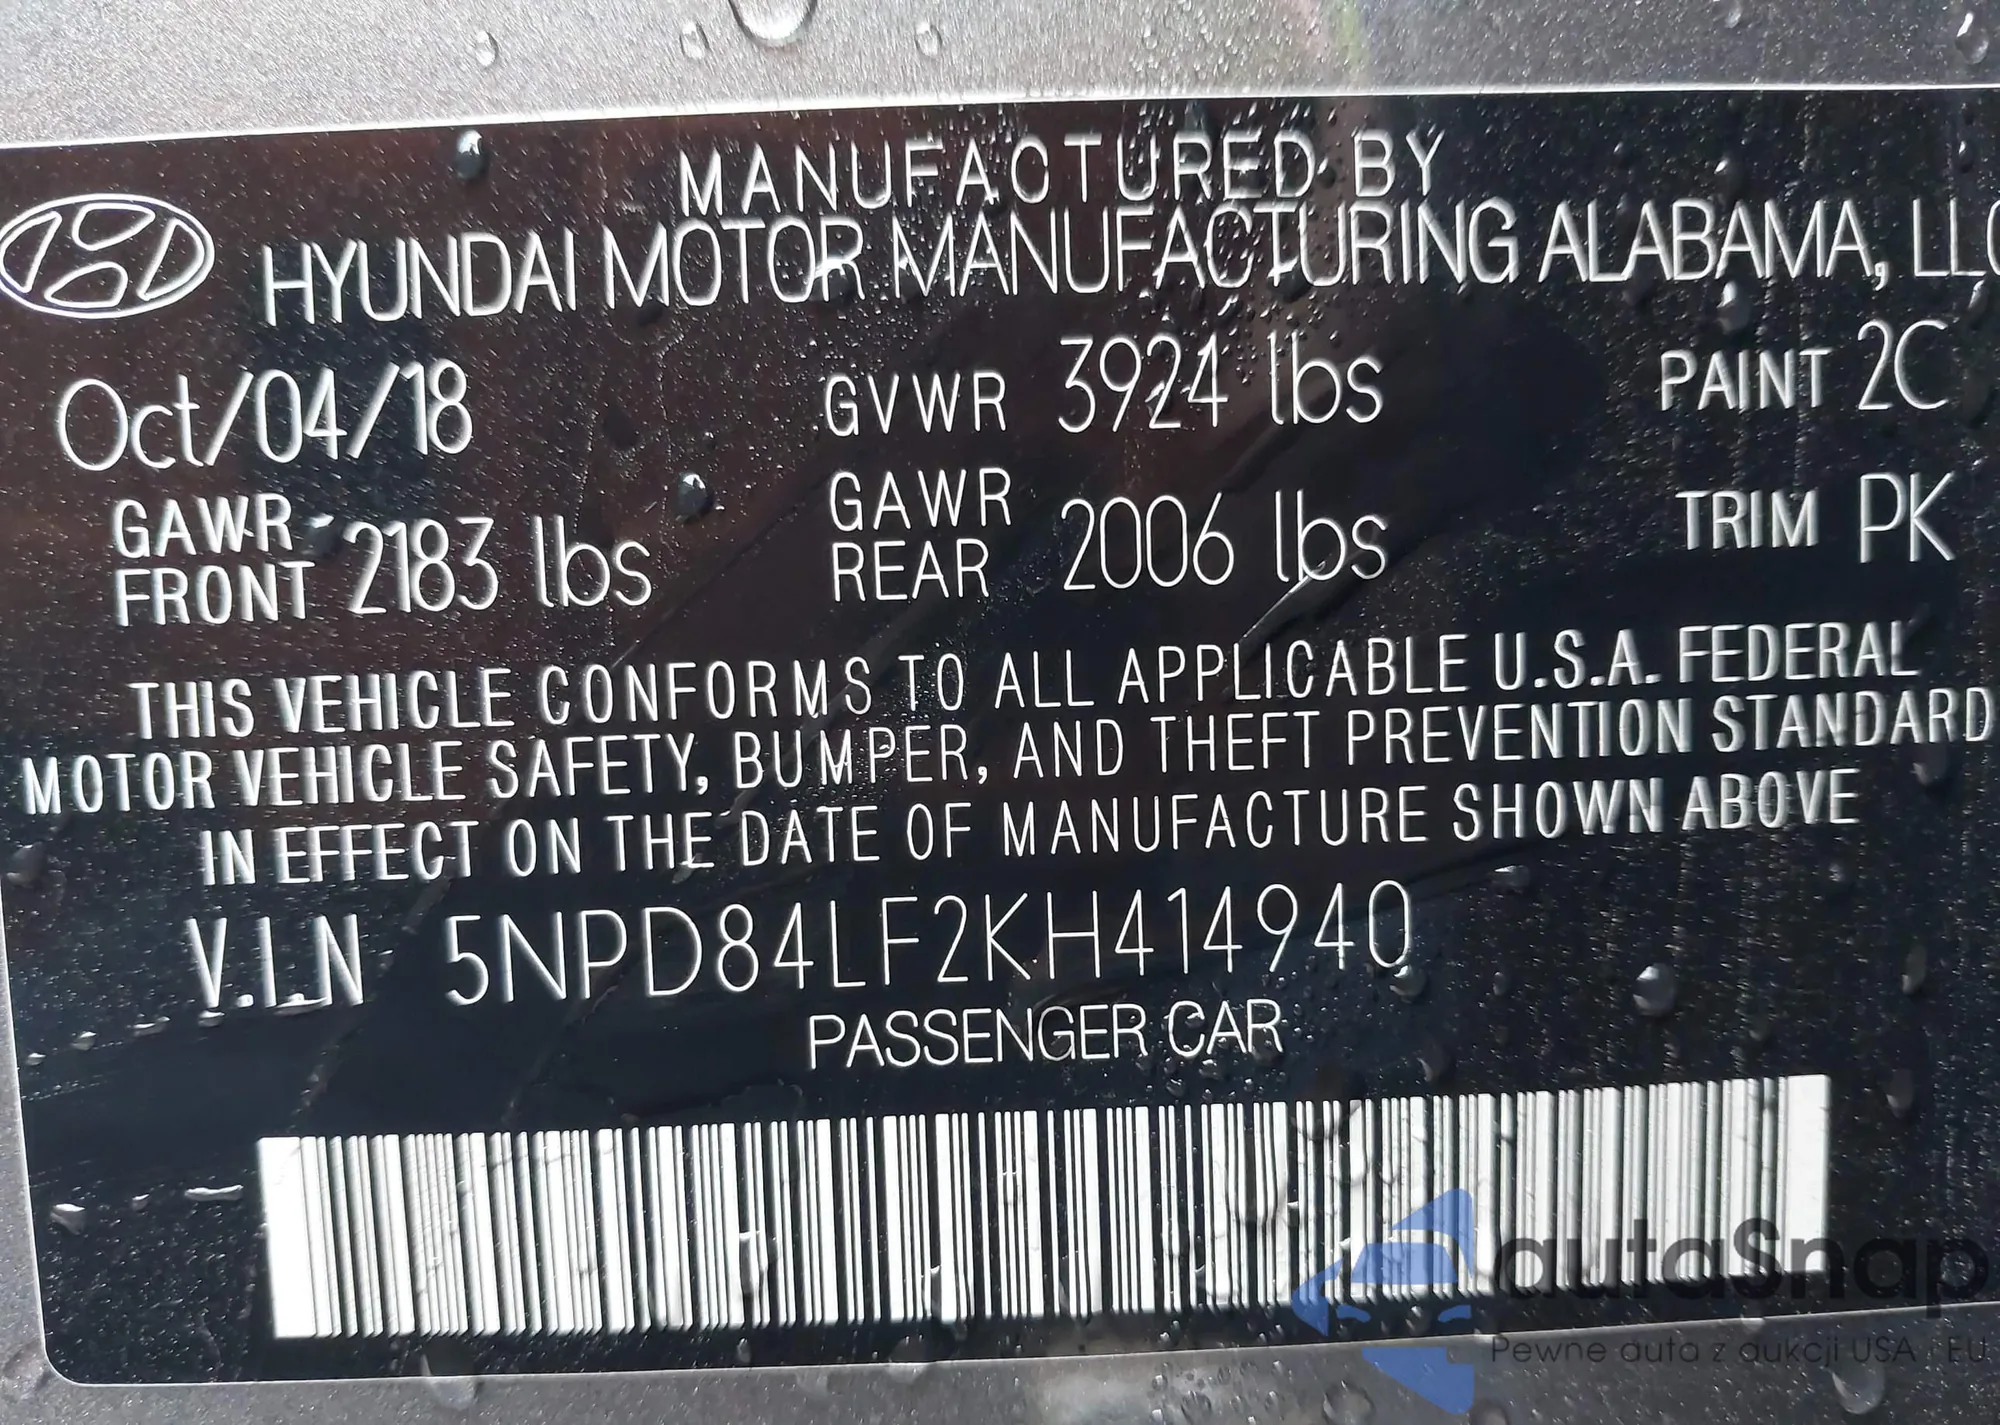 MANUFACTURED BY
HYUNDAI MOTOR MANUFACTURING ALABAMA, LLC
Oct/04/18 GVWR 3924 lbs PAINT 2C
GAWR FRONT 2183 lbs GAWR REAR 2006 lbs TRIM PK
THIS VEHICLE CONFORMS TO ALL APPLICABLE U.S.A. FEDERAL
MOTOR VEHICLE SAFETY, BUMPER, AND THEFT PREVENTION STANDARD
IN EFFECT ON THE DATE OF MANUFACTURE SHOWN ABOVE
V.I.N 5NPD84LF2KH414940
PASSENGER CAR
autaSnap
Pewne auta z aukcji USA i EU